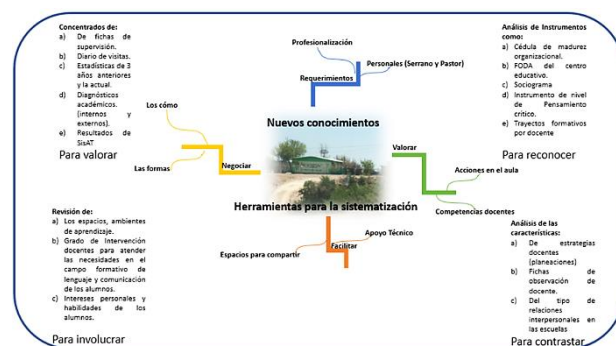 Concentrados de:
a) De fichas de
supervisión.
b) Diario de visitas.
c) Estadísticas de 3
años anteriores
y la actual.
d) Diagnósticos
académicos.
(internos y
externos).
e) Resultados de
SisAT
Para valorar
Profesionalización
Personales (Serrano y Pastor)
Requerimientos
Análisis de Instrumentos
como:
a) Cédula de madurez
organizacional.
b) FODA del centro
educativo.
c) Sociograma
d) Instrumento de nivel
de Pensamiento
crítico.
e) Trayectos formativos
por docente
Para reconocer
Los cómo
Las formas
Negociar
Nuevos conocimientos
Valorar
Acciones en el aula
Competencias docentes
Herramientas para la sistematización
Apoyo Técnico
Facilitar
Espacios para compartir
Revisión de:
a) Los espacios, ambientes
de aprendizaje.
b) Grado de Intervención
docentes para atender
las necesidades en el
campo formativo de
lenguaje y comunicación
de los alumnos.
c) Intereses personales y
habilidades de los
alumnos.
Para involucrar
Análisis de las
características:
a) De estrategias
docentes
(planeaciones)
b) Fichas de
observación de
docente.
c) Del tipo de
relaciones
interpersonales en
las escuelas
Para contrastar